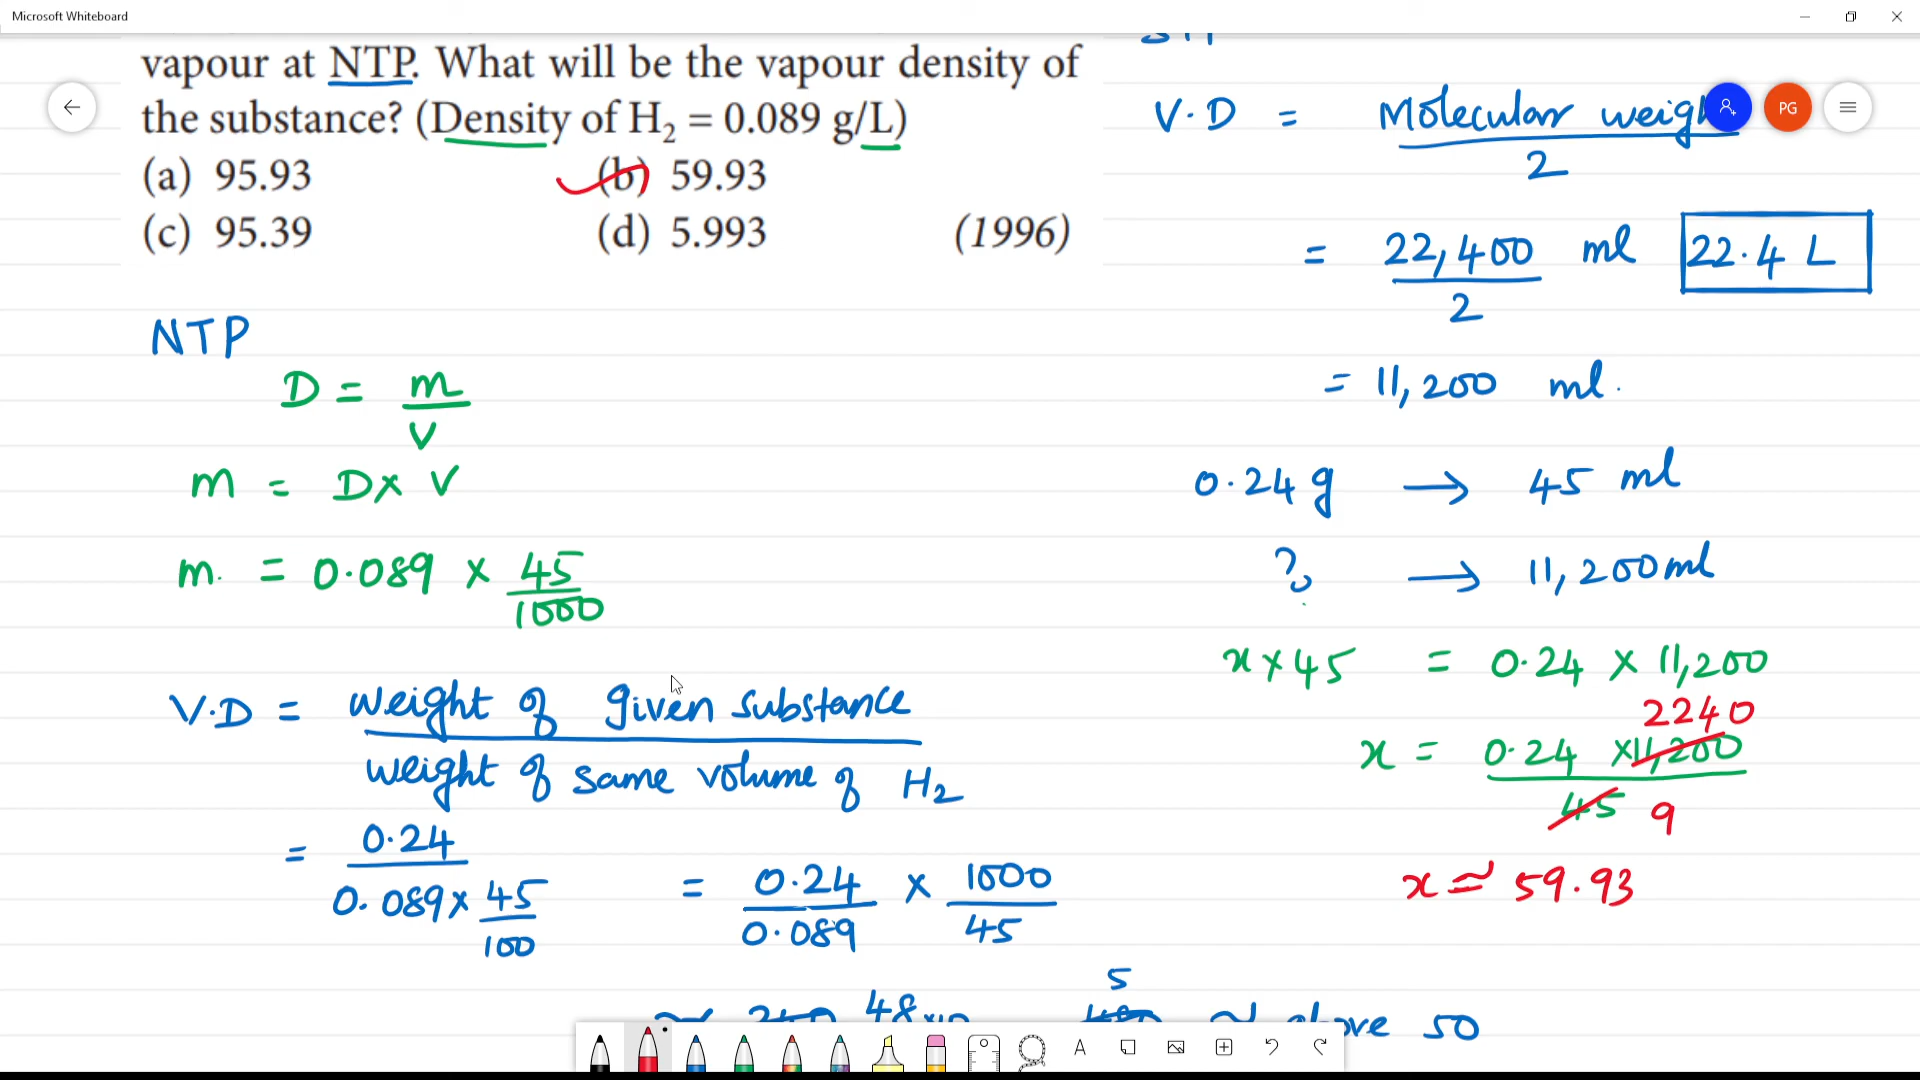 Microsoft Whiteboard
vapour at NTP. What will be the vapour density of
the substance? (Density of H₂ = 0.089 g/L)
(a) 95.93 (b) 59.93
(c) 95.39 (d) 5.993 (1996)
NTP
D = m/V
m = D× V
m. = 0.089 × 45/1000
V.D = weight of given substance
weight of same volume of H2
= 0.24
0.089 × 45/100
= 0.24/0.089 × 1000/45
V.D = Molecular weigh
2
= 22,400/2 ml 22.4 L
= 11,200 ml.
0.24 g → 45 ml
? → 11,200 ml
x × 45 = 0.24 × 11,200
2240
x = 0.24 × 11,200
45 9
x ≈ 59.93
5
48×10 ≈ above 50
PG
A